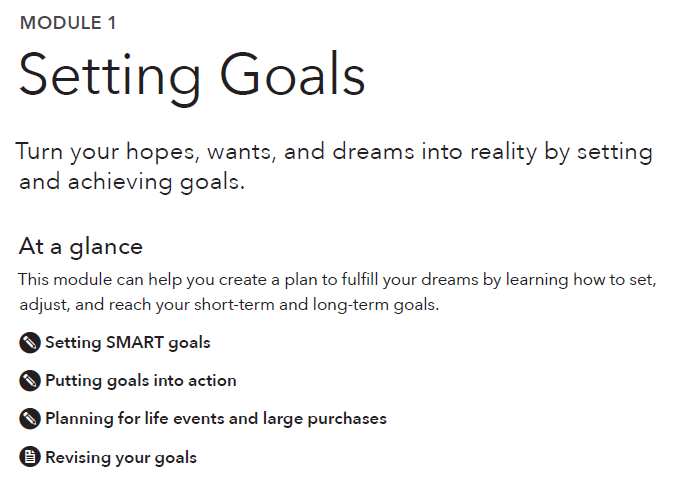 MODULE 1
Setting Goals
Turn your hopes, wants, and dreams into reality by setting
and achieving goals.
At a glance
This module can help you create a plan to fulfill your dreams by learning how to set,
adjust, and reach your short-term and long-term goals.
Setting SMART goals
Putting goals into action
Planning for life events and large purchases
Revising your goals